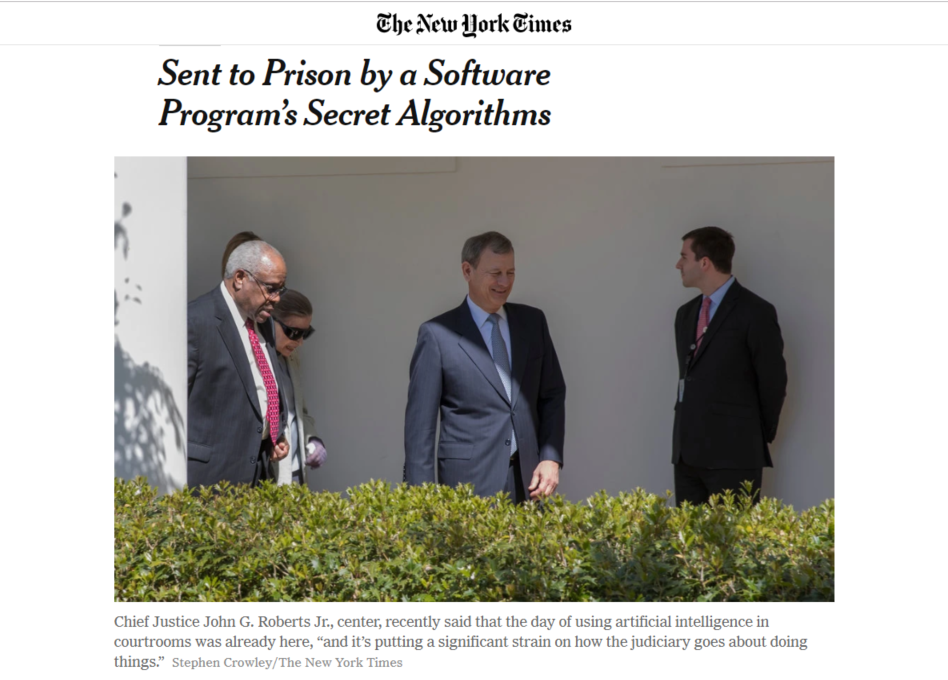 The New York Times
Sent to Prison by a Software
Program’s Secret Algorithms
Chief Justice John G. Roberts Jr., center, recently said that the day of using artificial intelligence in
courtrooms was already here, “and it’s putting a significant strain on how the judiciary goes about doing
things.” Stephen Crowley/The New York Times